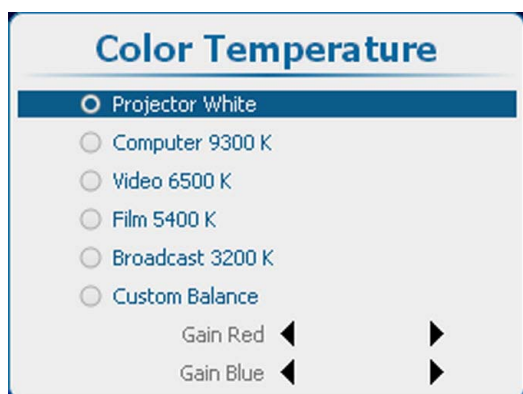 Color Temperature
Projector White
Computer 9300 K
Video 6500 K
Film 5400 K
Broadcast 3200 K
Custom Balance
Gain Red
Gain Blue